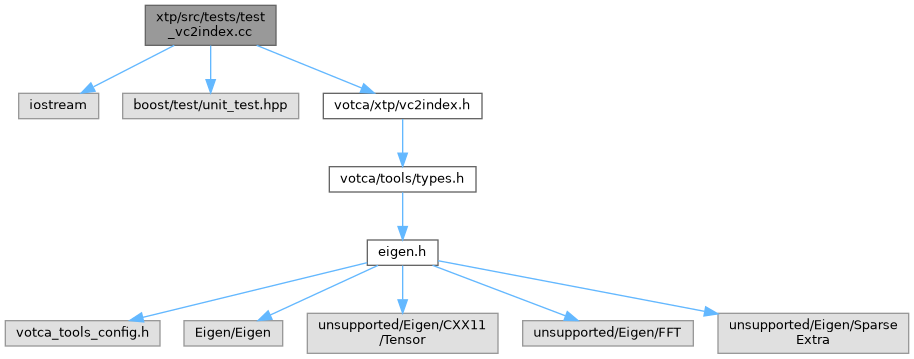 xtp/src/tests/test
_vc2index.cc
iostream
boost/test/unit_test.hpp
votca/xtp/vc2index.h
votca/tools/types.h
eigen.h
votca_tools_config.h
Eigen/Eigen
unsupported/Eigen/CXX11
/Tensor
unsupported/Eigen/FFT
unsupported/Eigen/Sparse
Extra